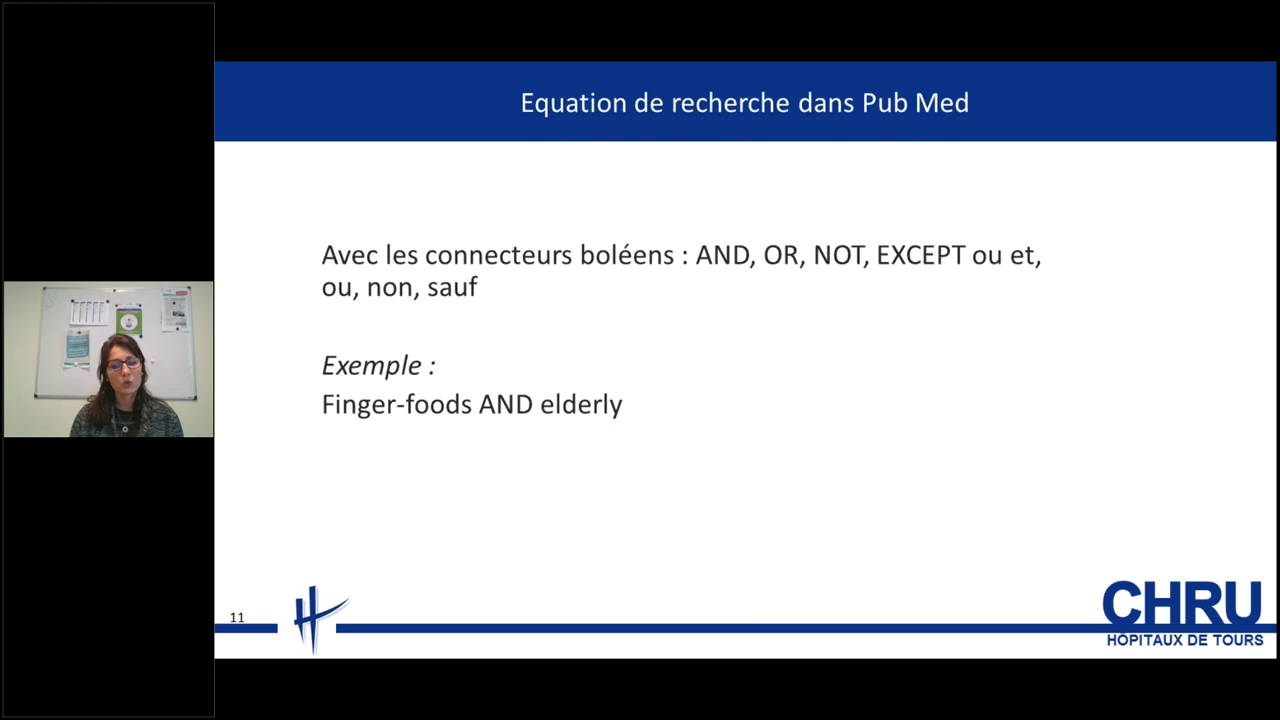 Equation de recherche dans Pub Med
Avec les connecteurs boléens : AND, OR, NOT, EXCEPT ou et,
ou, non, sauf
Exemple :
Finger-foods AND elderly
11
CHRU
HÔPITAUX DE TOURS